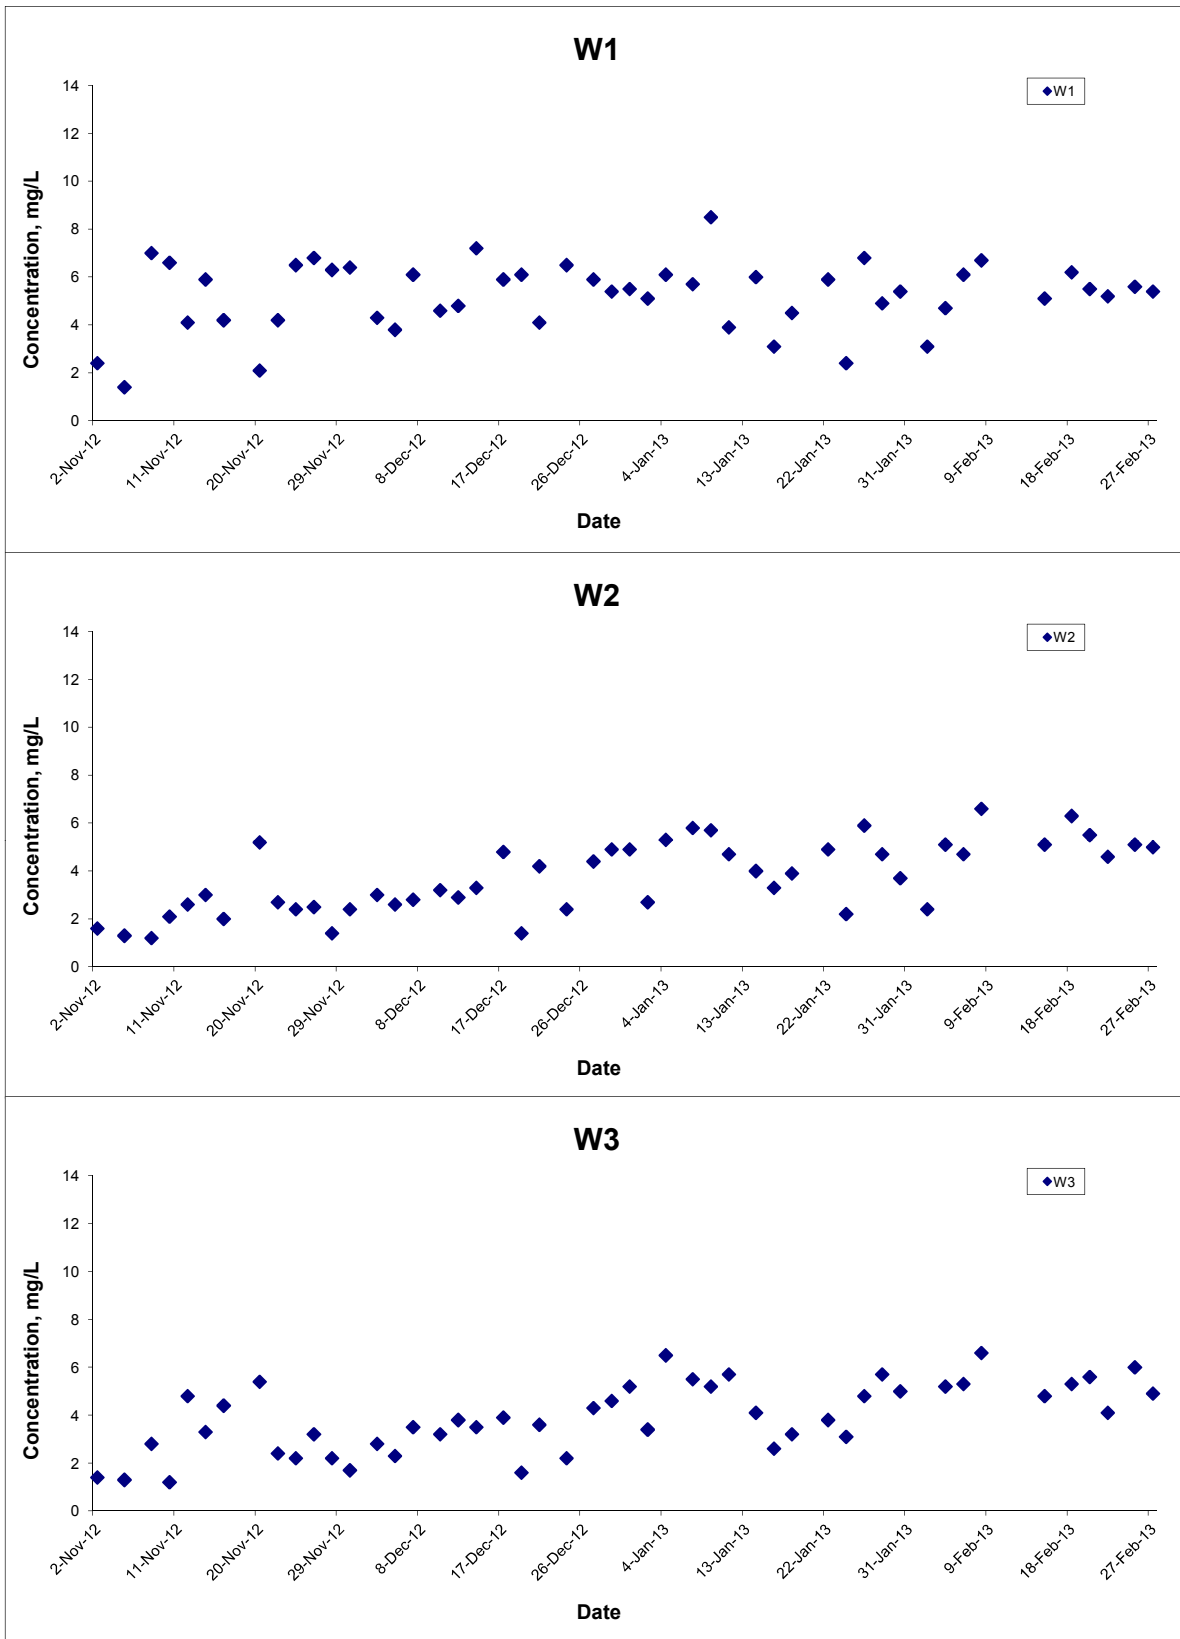 W1
W1
14
12
10
8
6
4
2
0
Concentration, mg/L
2-Nov-12
11-Nov-12
20-Nov-12
29-Nov-12
8-Dec-12
17-Dec-12
26-Dec-12
4-Jan-13
13-Jan-13
22-Jan-13
31-Jan-13
9-Feb-13
18-Feb-13
27-Feb-13
Date
W2
W2
14
12
10
8
6
4
2
0
Concentration, mg/L
2-Nov-12
11-Nov-12
20-Nov-12
29-Nov-12
8-Dec-12
17-Dec-12
26-Dec-12
4-Jan-13
13-Jan-13
22-Jan-13
31-Jan-13
9-Feb-13
18-Feb-13
27-Feb-13
Date
W3
W3
14
12
10
8
6
4
2
0
Concentration, mg/L
2-Nov-12
11-Nov-12
20-Nov-12
29-Nov-12
8-Dec-12
17-Dec-12
26-Dec-12
4-Jan-13
13-Jan-13
22-Jan-13
31-Jan-13
9-Feb-13
18-Feb-13
27-Feb-13
Date